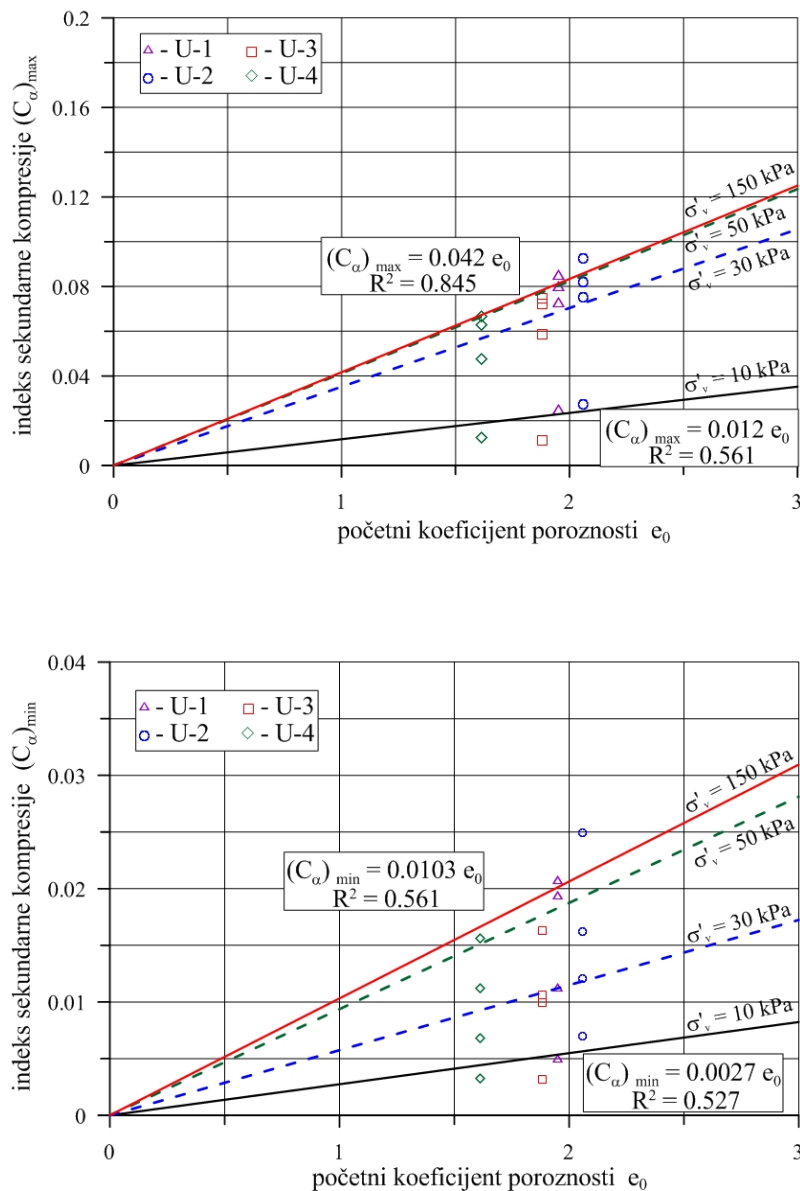 indeks sekundarne kompresije (Cα)max
0.2
0.16
0.12
0.08
0.04
0
- U-1
- U-3
- U-2
- U-4
σ'v = 150 kPa
σ'v = 50 kPa
σ'v = 30 kPa
σ'v = 10 kPa
(Cα) max = 0.042 e0
R2 = 0.845
(Cα) max = 0.012 e0
R2 = 0.561
0
1
2
3
početni koeficijent poroznosti e0
indeks sekundarne kompresije (Cα)min
0.04
0.03
0.02
0.01
0
- U-1
- U-3
- U-2
- U-4
σ'v = 150 kPa
σ'v = 50 kPa
σ'v = 30 kPa
σ'v = 10 kPa
(Cα) min = 0.0103 e0
R2 = 0.561
(Cα) min = 0.0027 e0
R2 = 0.527
0
1
2
3
početni koeficijent poroznosti e0